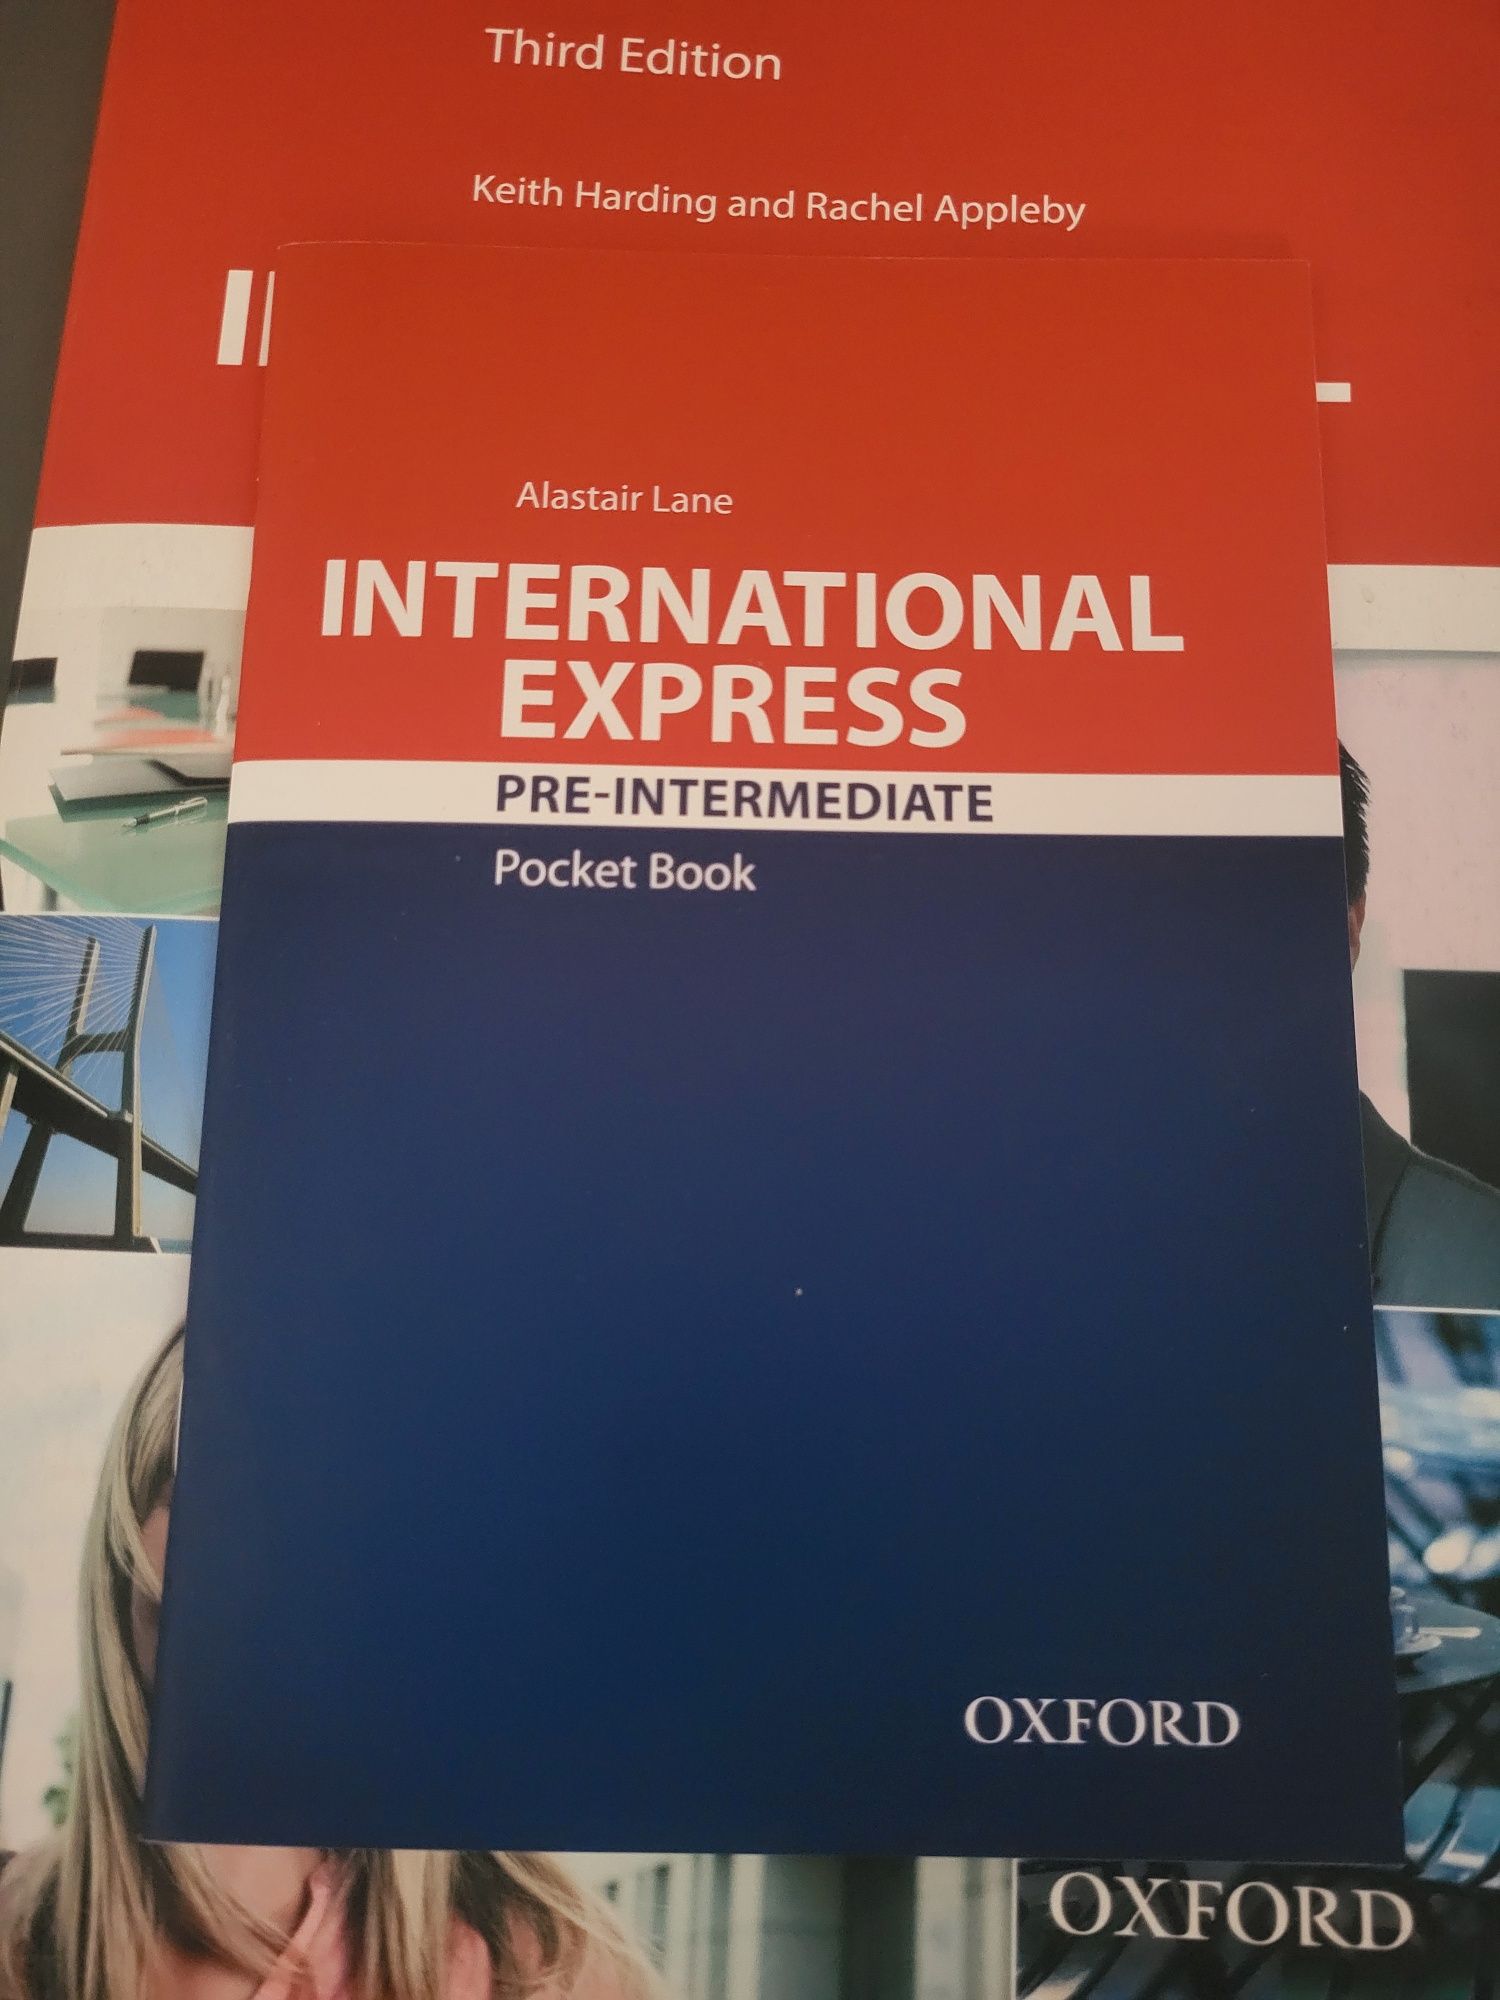 Third Edition
Keith Harding and Rachel Appleby
Alastair Lane
INTERNATIONAL
EXPRESS
PRE-INTERMEDIATE
Pocket Book
OXFORD
OXFORD